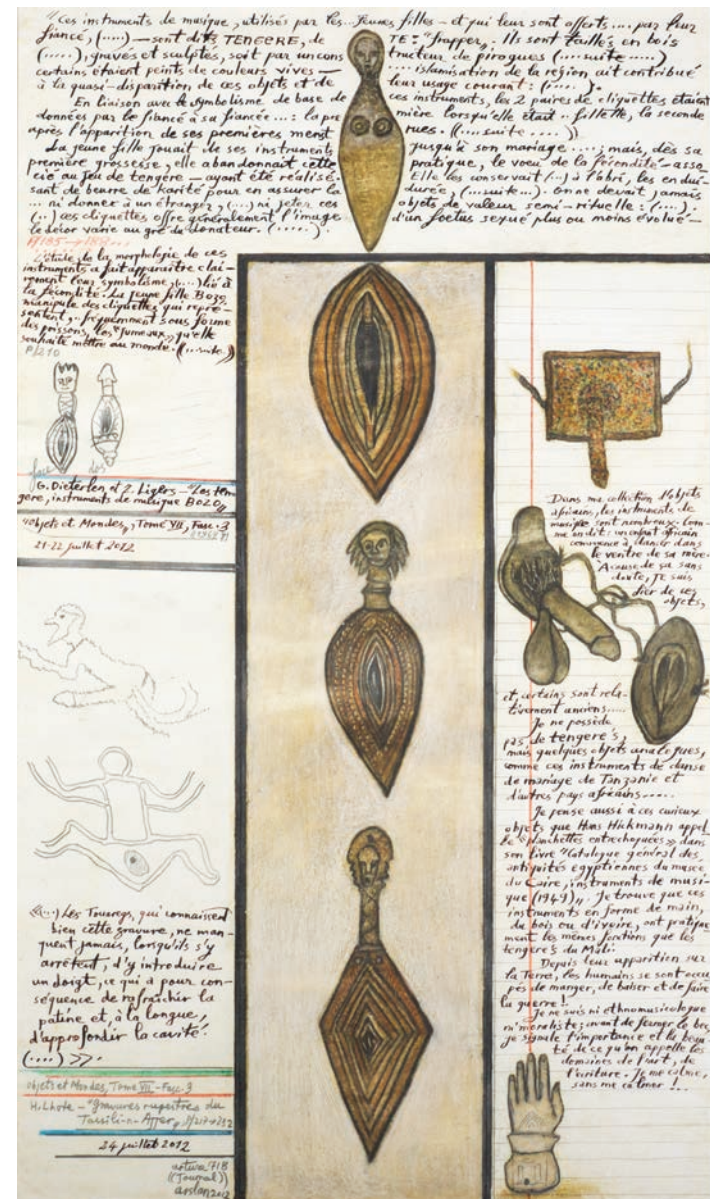 "Ces instruments de musique, utilisés par les... Jeunes filles — et qui leur sont offerts.... par leur
fiancé, (.....) — sont dits TENGERE, de TE: "frapper„. Ils sont taillés en bois
(.....), gravés et sculptés, soit par un cons tructeur de pirogues (....suite.....)
certains étaient peints de couleurs vives — ....islamisation de la région ait contribué
à la quasi-disparition de ces objets et de leur usage courant: (.....).
En liaison avec le symbolisme de base de ces instruments, les 2 paires de cliquettes étaient
données par le fiancé à sa fiancée...: la pre mière lorsqu'elle était.. fillette, la seconde
après l'apparition de ses premières menst rues. ((....suite....))
La jeune fille jouait de ses instruments jusqu'à son mariage....; mais, dès sa
première grossesse, elle abandonnait cette pratique, le voeu de la fécondité — asso
cié au jeu de tengere — ayant été réalisé. Elle les conservait (..) à l'abri, les endui-
sant de beurre de karité pour en assurer la durée, (...suite...). On ne devait jamais
... ni donner à un étranger, (....) ni jeter ces objets de valeur semi-rituelle: (....).
(..) ces cliquettes offre généralement l'image d'un foetus sexué plus ou moins évolué —
le décor varie au gré du donateur. (.....).
L'étude de la morphologie de ces
instruments a fait apparaître clai-
rement leur symbolisme, (...) lié à
la fécondité. La jeune fille Bozo
manipule des cliquettes qui repré-
sentent,.. fréquemment sous forme
des poissons, les "jumeaux„ qu'elle
souhaite mettre au monde. ((....suite))
P/210
face dos
G. Dieterlen et Z. Ligers — "Les ten
gere, instruments de musique BOZO„
"Objets et Mondes„, Tome VII, Fasc. 3
21-22 juillet 2012
«(...) Les Touregs, qui connaissent
bien cette gravure, ne man-
quent jamais, lorsqu'ils s'y
arrêtent, d'y introduire
un doigt, ce qui a pour con-
séquence de rafraîchir la
patine et, à la longue,
d'approfondir la cavité.
(....)».
Objets et Mondes, Tome VII - Fasc. 3
H. Lhote — "gravures rupestres du
Tassili-n-Ajjer„
24 juillet 2012
arture 718
((Journal))
arslan 2012
Dans ma collection d'objets
africains, les instruments de
musique sont nombreux. Com-
me on dit: un enfant africain
commence à danser dans
le ventre de sa mère.
À cause de ça sans
doute, je suis
fier de ces
objets,
et certains sont rela-
tivement anciens.....
Je ne possède
pas de tengere's,
mais quelques objets analogues,
comme ces instruments de danse
de mariage de Tanzanie et
d'autres pays africains.....
Je pense aussi à ces curieux
objets que Hans Hickmann appel
le «planchettes entrechoquées» dans
son livre "Catalogue général des
antiquités égyptiennes du musée
du Caire, instruments de musi-
que (1949)„. Je trouve que ces
instruments en forme de main,
du bois ou d'ivoire, ont pratique
ment les mêmes fonctions que les
tengere's du Mali.
Depuis leur apparition sur
la Terre, les humains se sont occu
pés de manger, de baiser et de faire
la guerre!
Je ne suis ni ethnomusicologue
ni moraliste; avant de fermer le bec,
je signale l'importance et la beau
té de ce qu'on appelle les
domaines de l'art, de
l'écriture. Je me calme,
sans me calmer!..